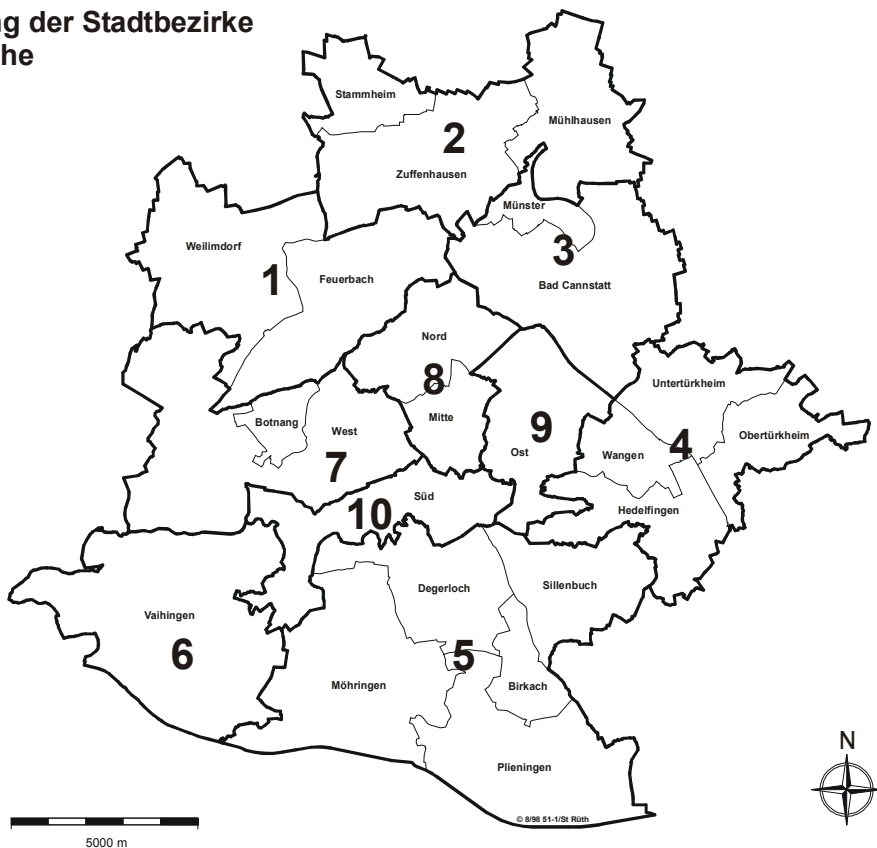 ng der Stadtbezirke
he
Stammheim
Mühlhausen
2
Zuffenhausen
Münster
Weilimdorf
3
1
Feuerbach
Bad Cannstatt
Nord
8
Untertürkheim
Botnang
West
Mitte
9
Ost
Wangen
4
Obertürkheim
7
Süd
10
Hedelfingen
Degerloch
Sillenbuch
Vaihingen
6
5
Möhringen
Birkach
Plieningen
N
© 8/98 51-1/St Rüth
5000 m